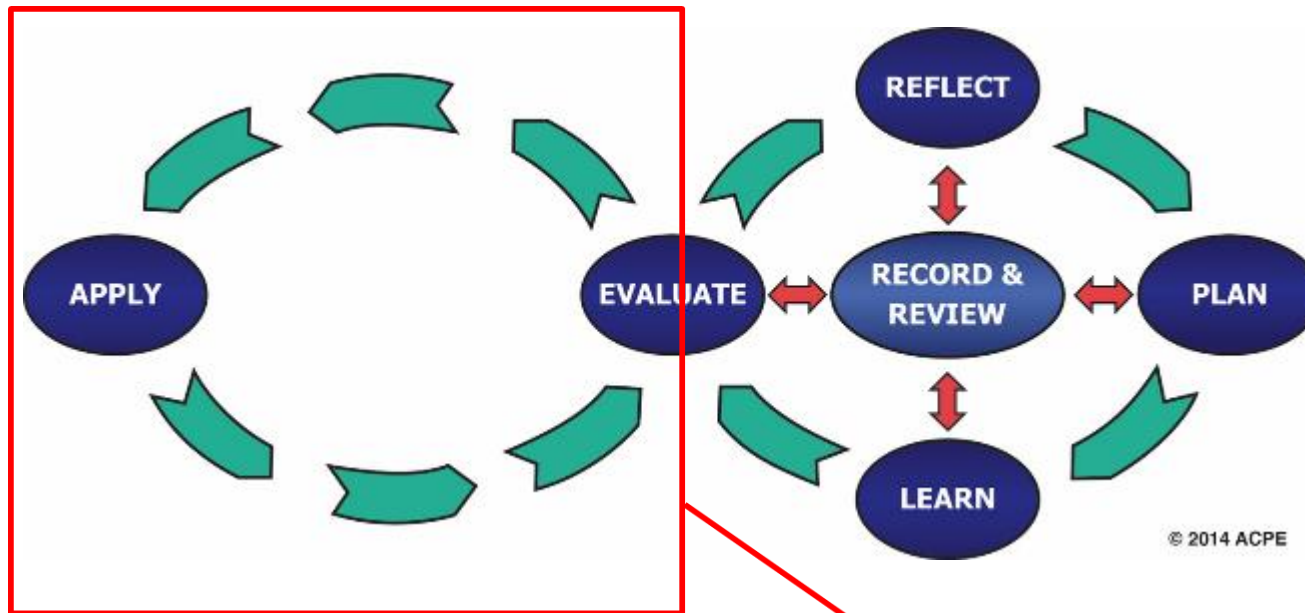 REFLECT
APPLY
EVALUATE
RECORD &
REVIEW
PLAN
LEARN
© 2014 ACPE